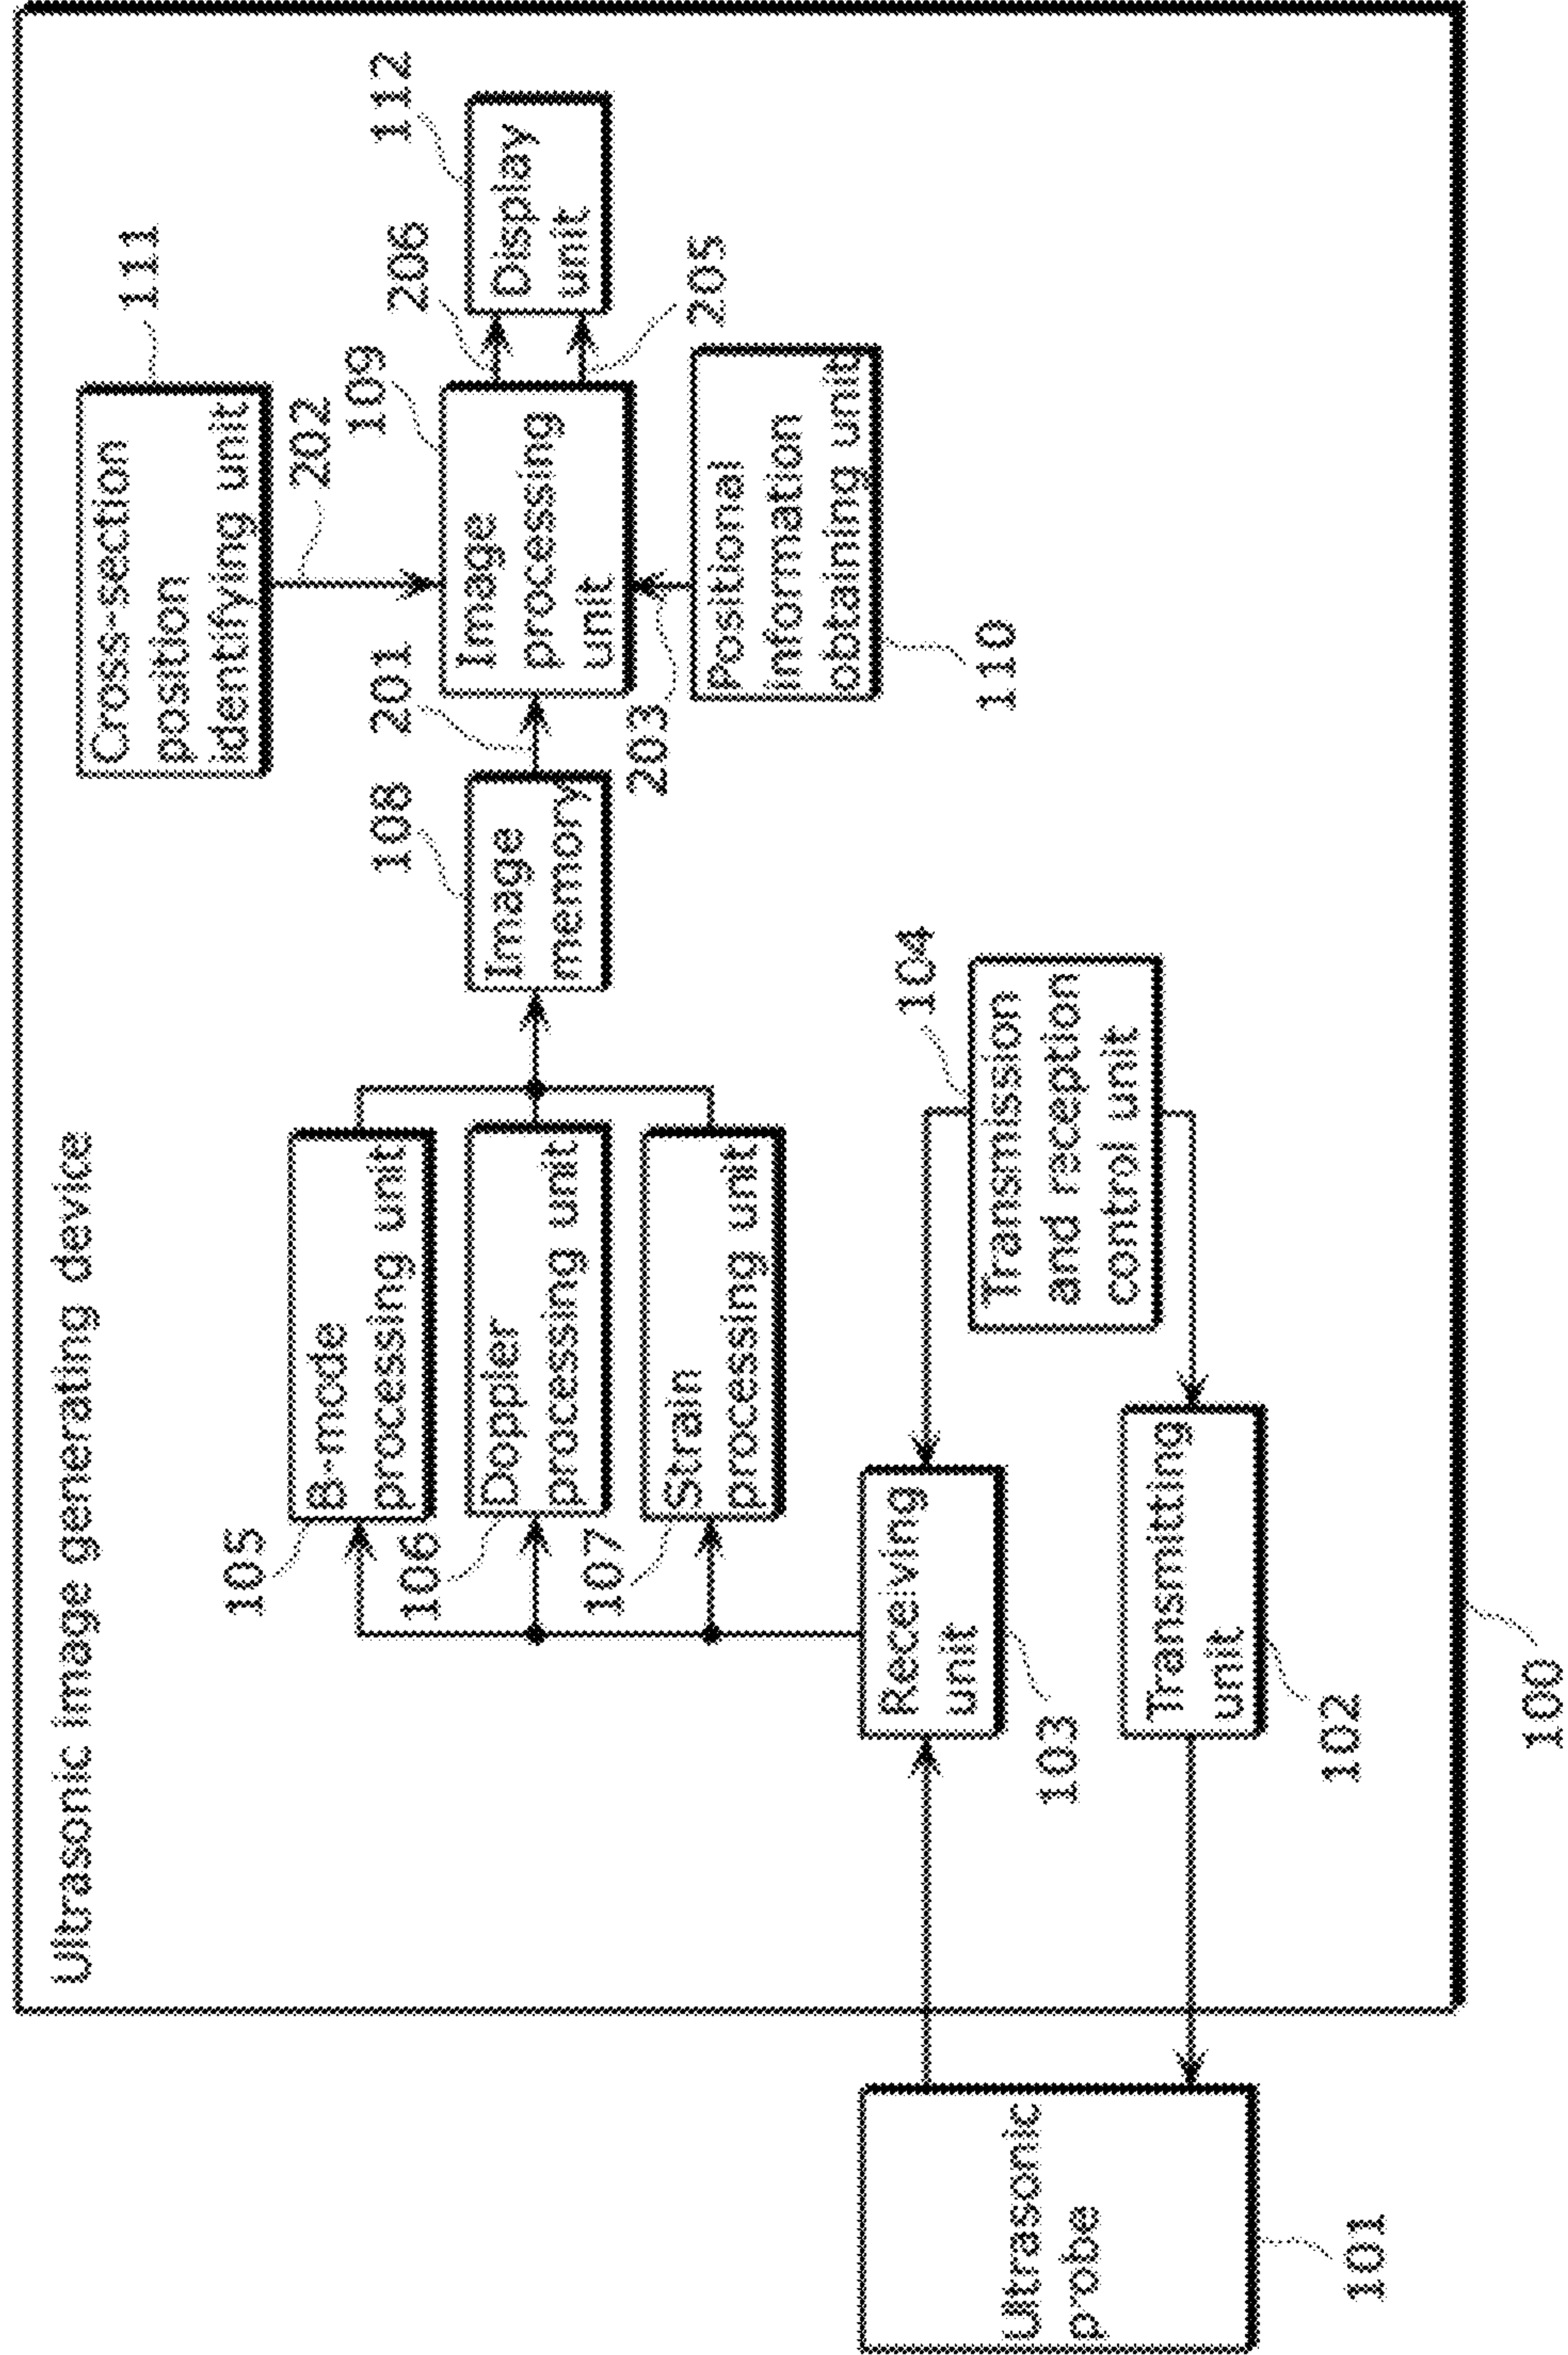 Ultrasonic image generating device
Cross-section
position
identifying unit
111
202
105
B-mode
processing unit
106
Doppler
processing unit
107
Strain
processing unit
108
Image
memory
201
109
Image
processing
unit
206
205
112
Display
unit
203
Positional
information
obtaining unit
110
104
Transmission
and reception
control unit
Receiving
unit
103
Transmitting
unit
102
Ultrasonic
probe
101
100